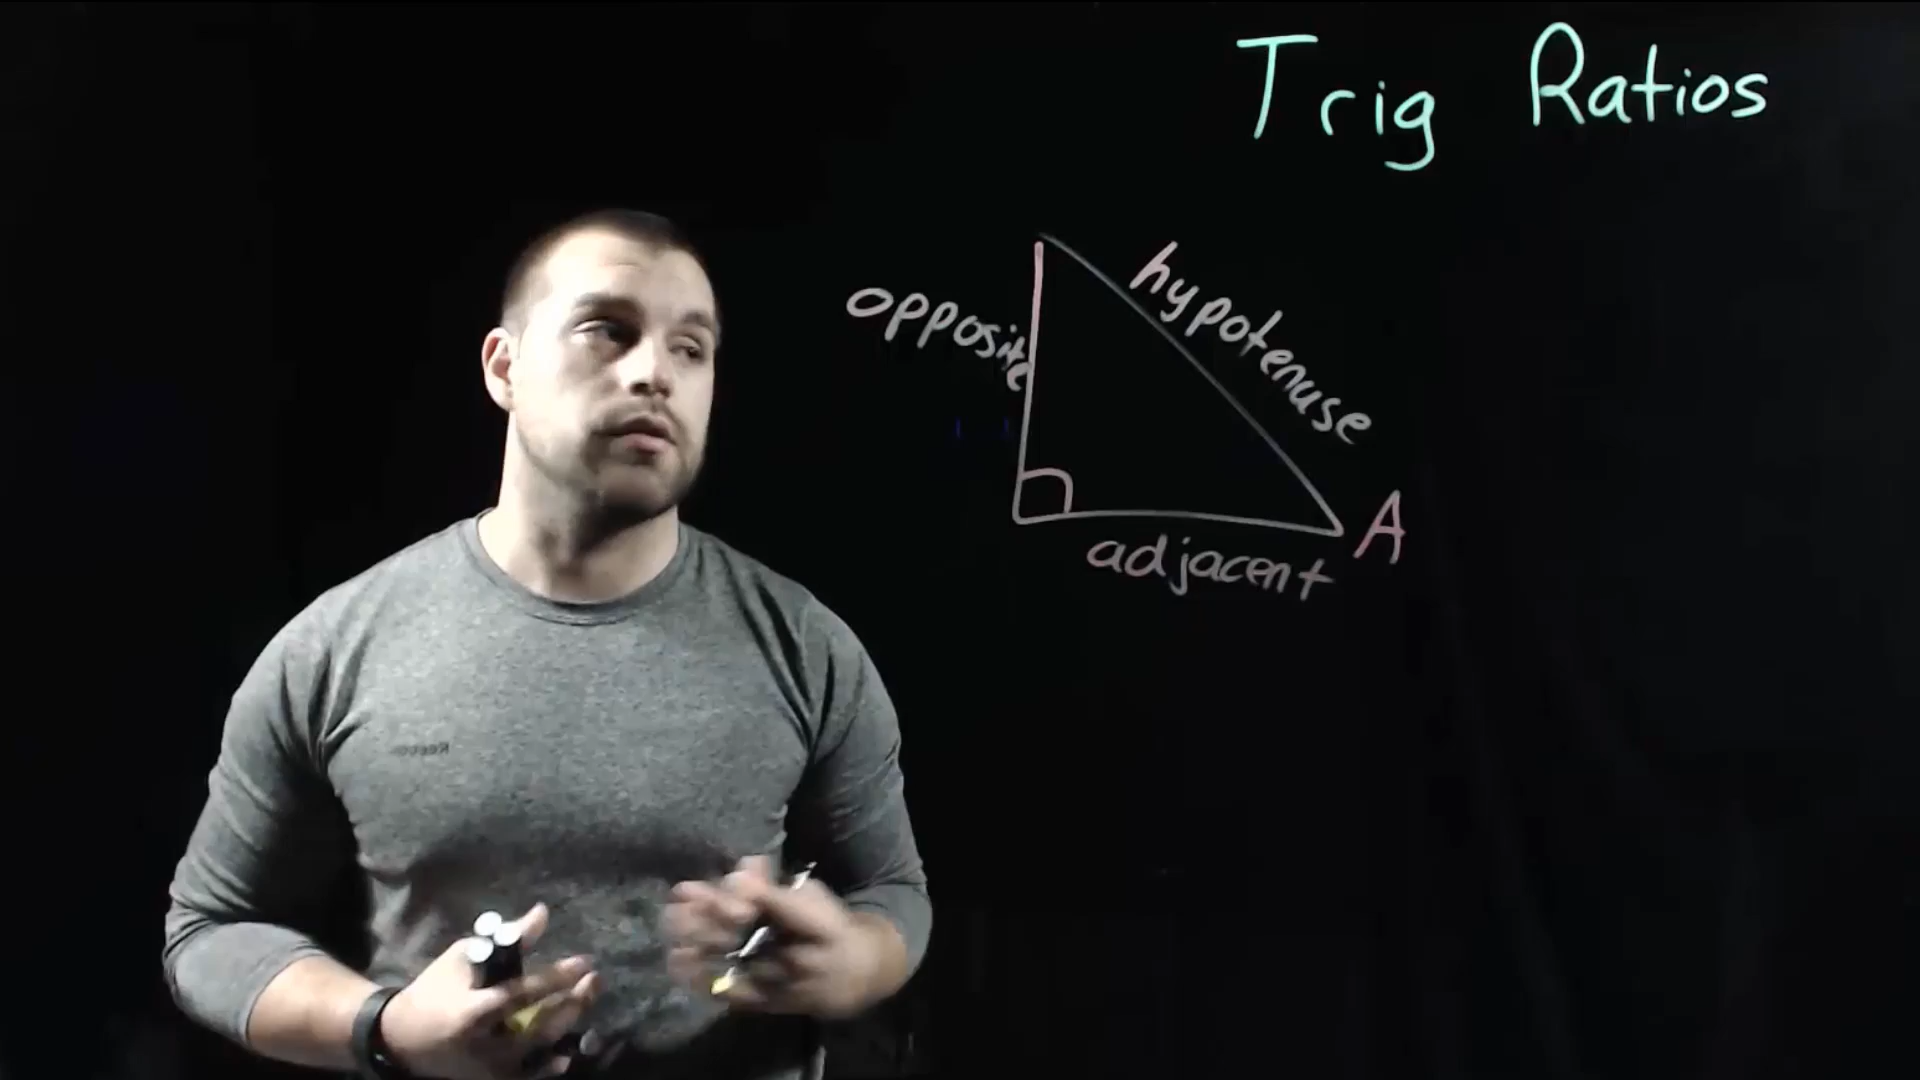 Trig Ratios
opposite
hypotenuse
adjacent
A